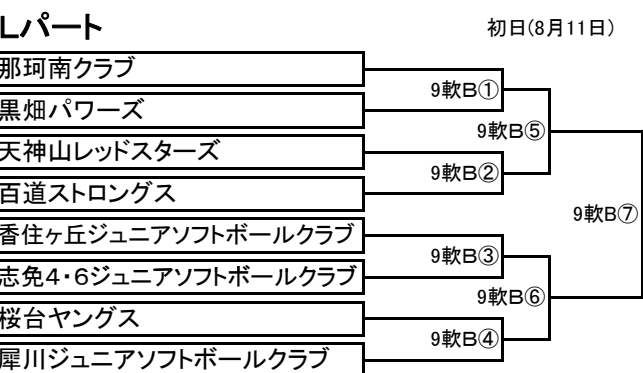 Lパート
初日(8月11日)
那珂南クラブ
黒畑パワーズ
天神山レッドスターズ
百道ストロングス
香住ヶ丘ジュニアソフトボールクラブ
志免4・6ジュニアソフトボールクラブ
桜台ヤングス
犀川ジュニアソフトボールクラブ
9軟B①
9軟B⑤
9軟B②
9軟B⑦
9軟B③
9軟B⑥
9軟B④